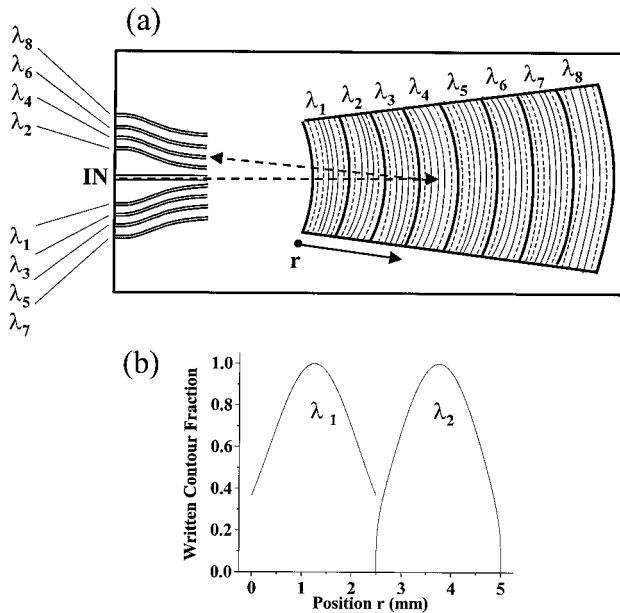 (a)
λ8
λ6
λ4
λ2
IN
λ1
λ3
λ5
λ7
λ1 λ2 λ3 λ4 λ5 λ6 λ7 λ8
r
(b)
Written Contour Fraction
1.0
0.8
0.6
0.4
0.2
0.0
λ 1
λ2
0 1 2 3 4 5
Position r (mm)